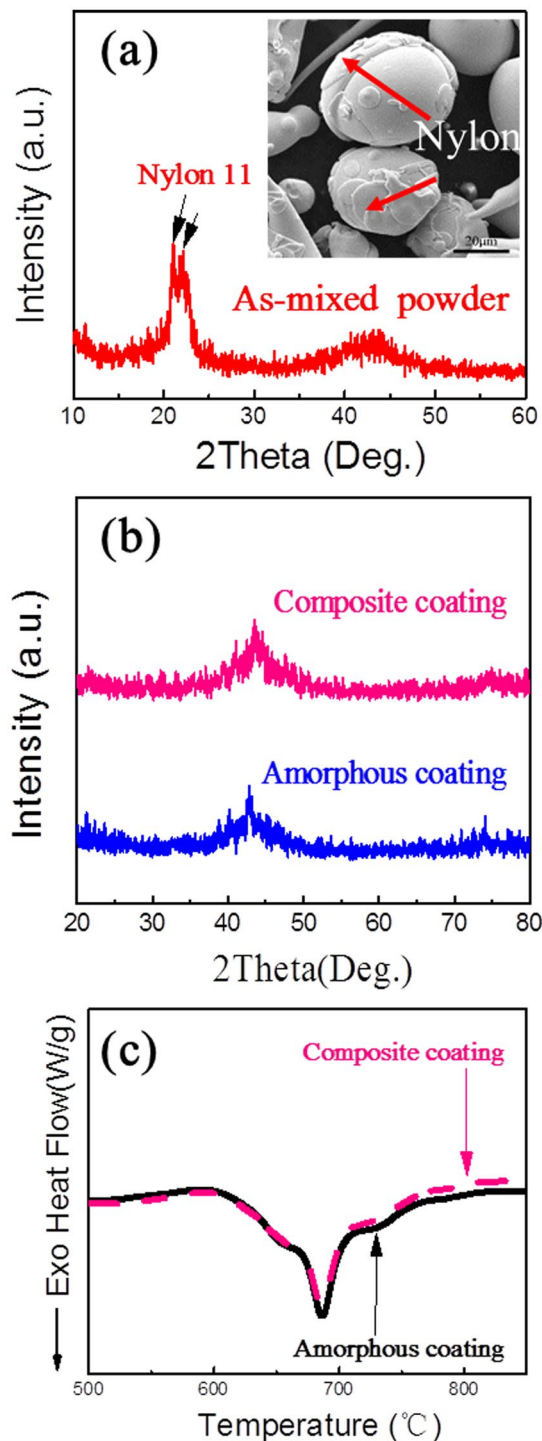 (a)
Intensity (a.u.)
Nylon 11
Nylon
20μm
As-mixed powder
10 20 30 40 50 60
2Theta (Deg.)
(b)
Intensity (a.u.)
Composite coating
Amorphous coating
20 30 40 50 60 70 80
2Theta(Deg.)
(c)
Exo Heat Flow(W/g)
Composite coating
Amorphous coating
500 600 700 800
Temperature (℃)